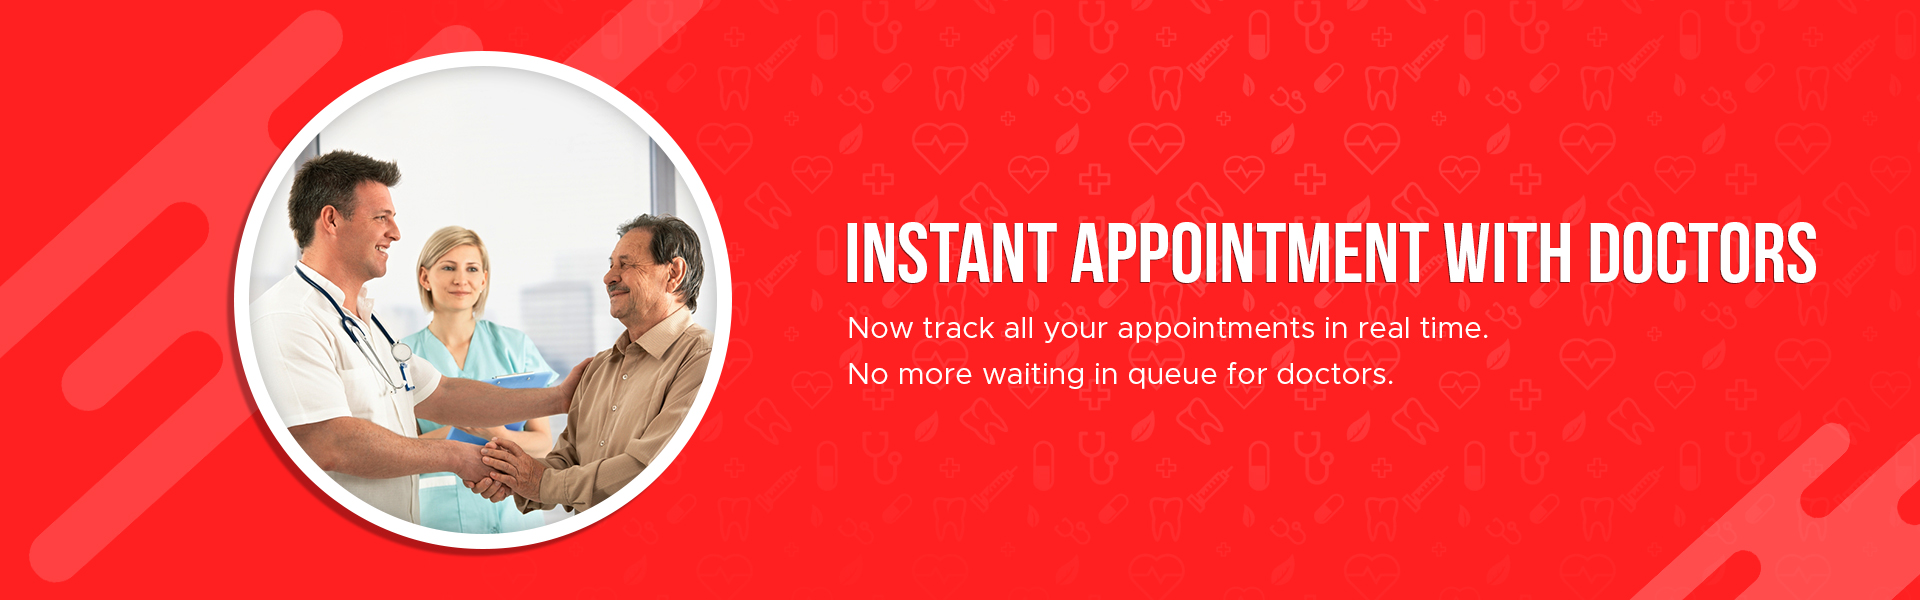 INSTANT APPOINTMENT WITH DOCTORS
Now track all your appointments in real time.
No more waiting in queue for doctors.